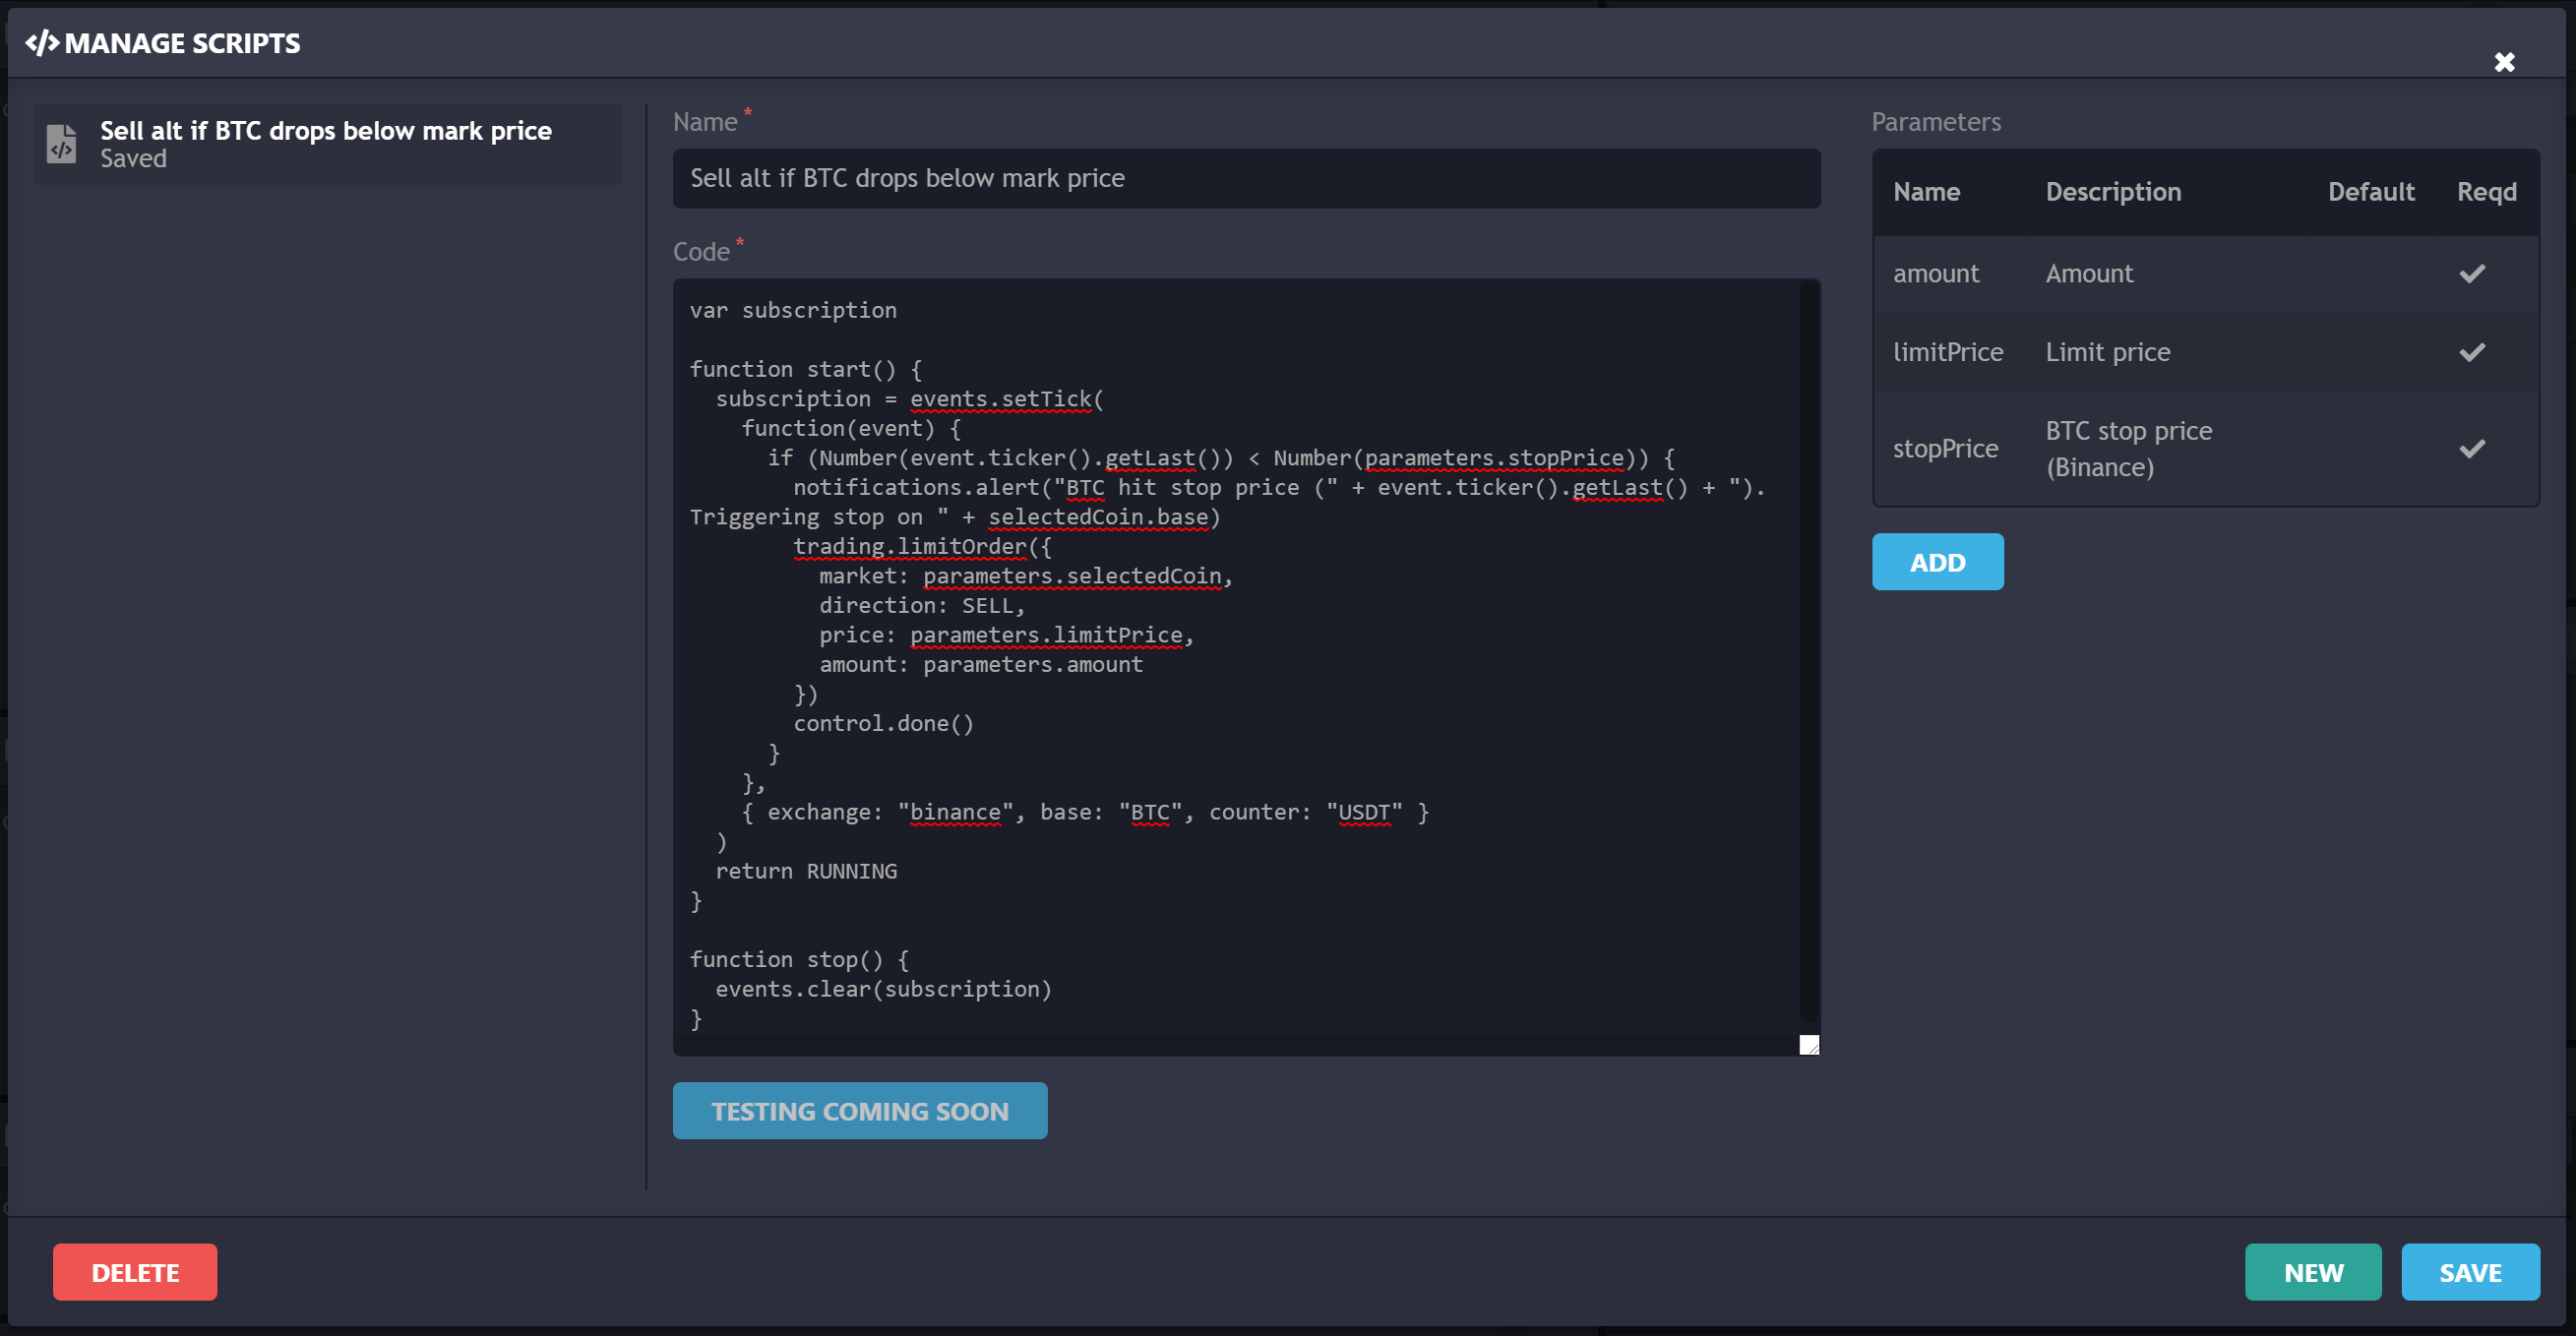 </> MANAGE SCRIPTS
Sell alt if BTC drops below mark price
Saved
Name *
Sell alt if BTC drops below mark price
Code *
var subscription
function start() {
  subscription = events.setTick(
    function(event) {
      if (Number(event.ticker().getLast()) < Number(parameters.stopPrice)) {
        notifications.alert("BTC hit stop price (" + event.ticker().getLast() + ").
Triggering stop on " + selectedCoin.base)
        trading.limitOrder({
          market: parameters.selectedCoin,
          direction: SELL,
          price: parameters.limitPrice,
          amount: parameters.amount
        })
        control.done()
      }
    },
    { exchange: "binance", base: "BTC", counter: "USDT" }
  )
  return RUNNING
}
function stop() {
  events.clear(subscription)
}
TESTING COMING SOON
Parameters
Name Description Default Reqd
amount Amount
limitPrice Limit price
stopPrice BTC stop price
(Binance)
ADD
DELETE
NEW
SAVE